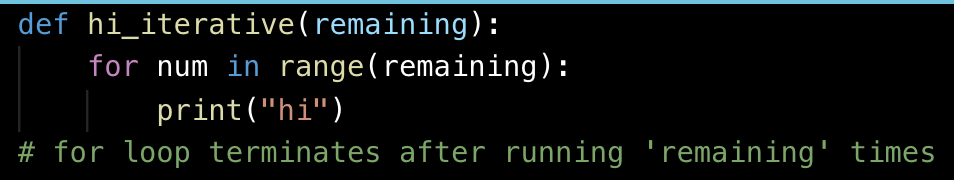 def hi_iterative(remaining):
    for num in range(remaining):
        print("hi")
# for loop terminates after running 'remaining' times